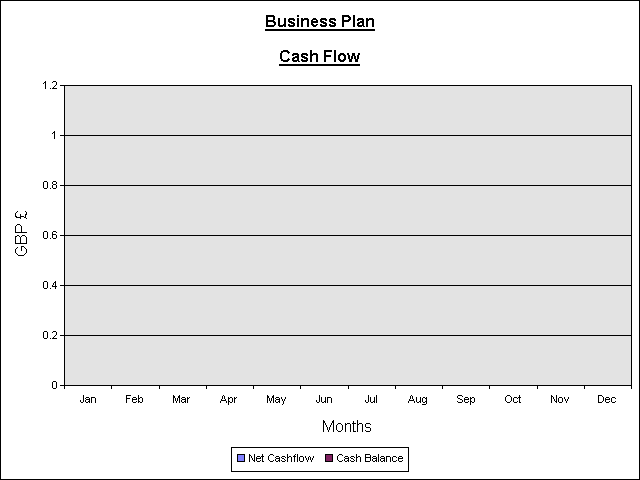 Business Plan
Cash Flow
1.2
1
0.8
0.6
0.4
0.2
0
GBP £
Jan Feb Mar Apr May Jun Jul Aug Sep Oct Nov Dec
Months
Net Cashflow Cash Balance